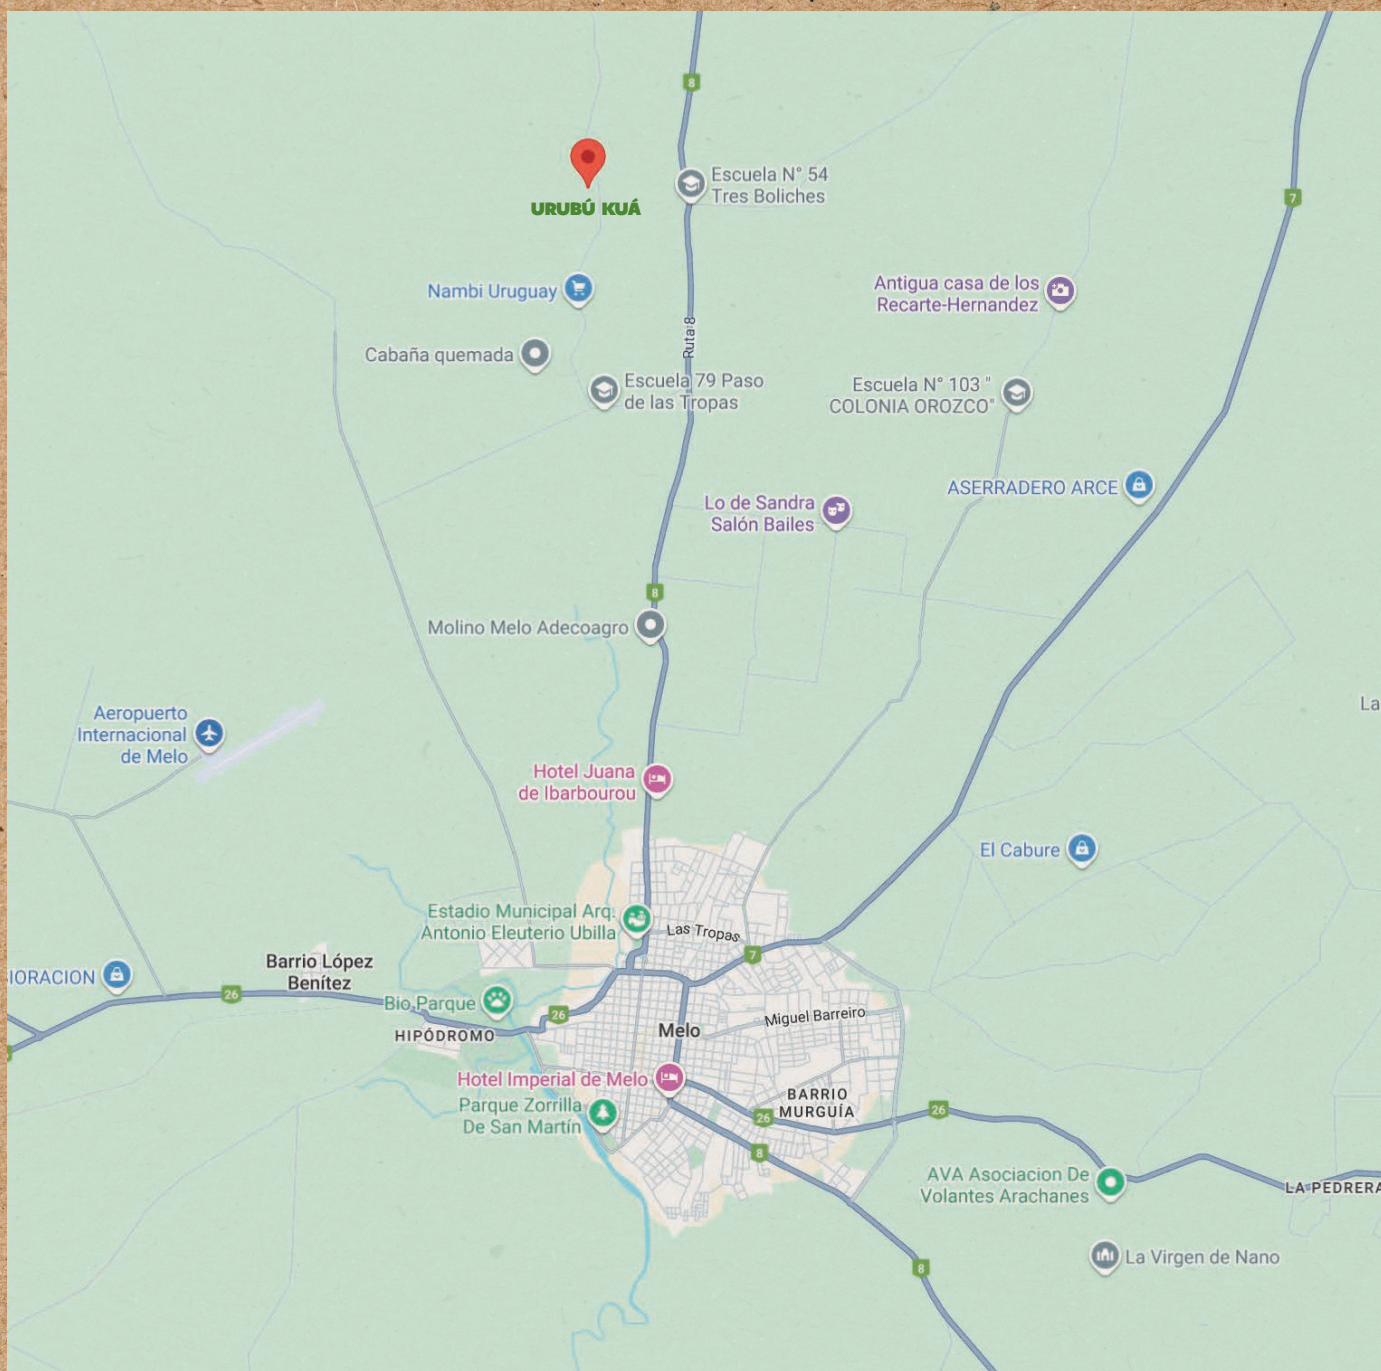 8
Escuela N° 54
Tres Boliches
7
URUBÚ KUÁ
Nambi Uruguay
Antigua casa de los
Recarte-Hernandez
Ruta 8
Cabaña quemada
Escuela 79 Paso
de las Tropas
Escuela N° 103 "
COLONIA OROZCO"
ASERRADERO ARCE
Lo de Sandra
Salón Bailes
8
Molino Melo Adecoagro
La
Aeropuerto
Internacional
de Melo
Hotel Juana
de Ibarbourou
El Cabure
Estadio Municipal Arq.
Antonio Eleuterio Ubilla
Las Tropas
7
Barrio López
Benítez
IORACION
26
Bio Parque
26
HIPÓDROMO
Melo
Miguel Barreiro
Hotel Imperial de Melo
Parque Zorrilla
De San Martín
BARRIO
MURGUÍA
26
26
8
AVA Asociacion De
Volantes Arachanes
LA PEDRERA
La Virgen de Nano
8